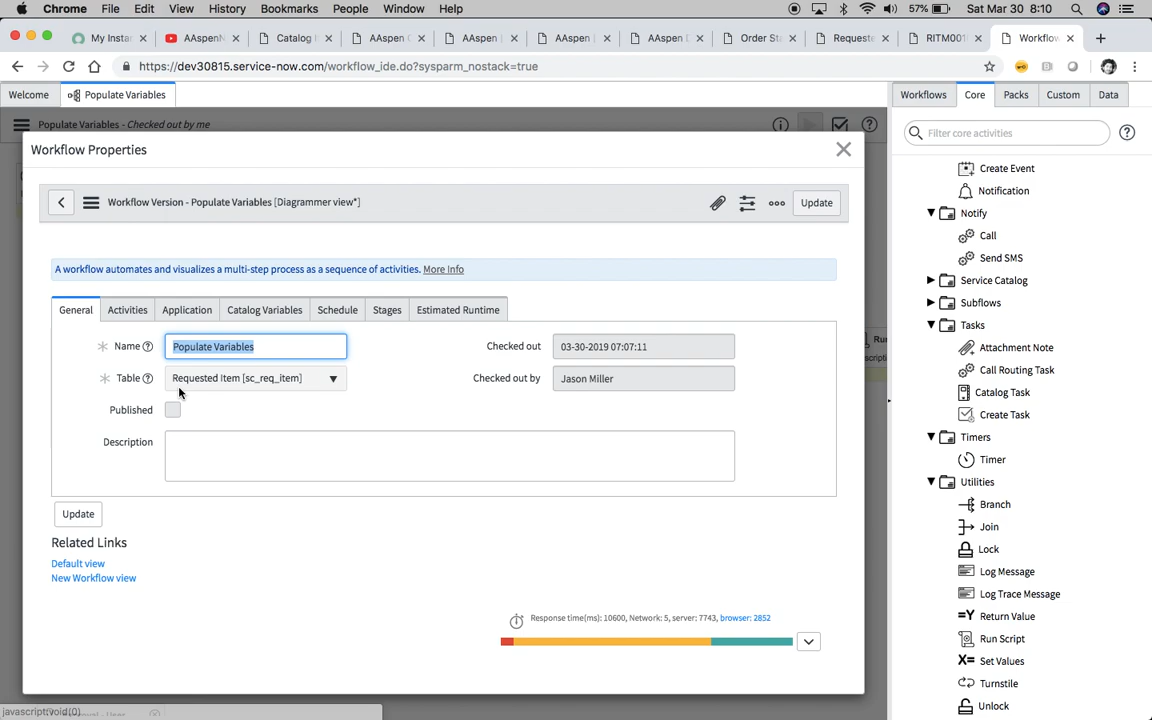 Chrome File Edit View History Bookmarks People Window Help 57% Sat Mar 30 8:10
My Insta AAspenN Catalog I AAspen C AAspen AAspen AAspen Order St Requeste RITM001 Workflow
https://dev30815.service-now.com/workflow_ide.do?sysparm_nostack=true
Welcome Populate Variables
Workflows Core Packs Custom Data
Populate Variables - Checked out by me
Filter core activities
Workflow Properties
Workflow Version - Populate Variables [Diagrammer view*] Update
A workflow automates and visualizes a multi-step process as a sequence of activities. More Info
General Activities Application Catalog Variables Schedule Stages Estimated Runtime
Name Populate Variables Checked out 03-30-2019 07:07:11
Table Requested Item [sc_req_item] Checked out by Jason Miller
Published
Description
Update
Related Links
Default view
New Workflow view
Response time(ms): 10600, Network: 5, server: 7743, browser: 2852
javascript:void(0)
Create Event
Notification
Notify
Call
Send SMS
Service Catalog
Subflows
Tasks
Attachment Note
Call Routing Task
Catalog Task
Create Task
Timers
Timer
Utilities
Branch
Join
Lock
Log Message
Log Trace Message
Return Value
Run Script
Set Values
Turnstile
Unlock